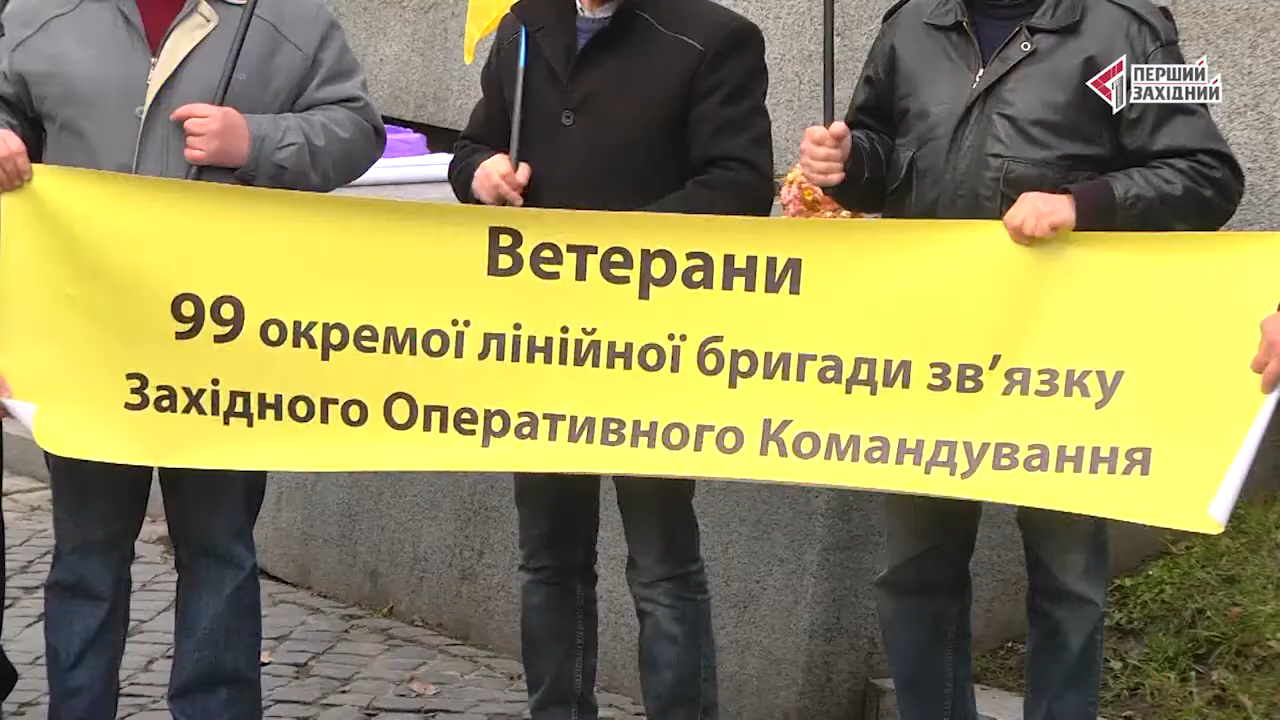 ПЕРШИЙ
ЗАХІДНИЙ
Ветерани
99 окремої лінійної бригади зв’язку
Західного Оперативного Командування